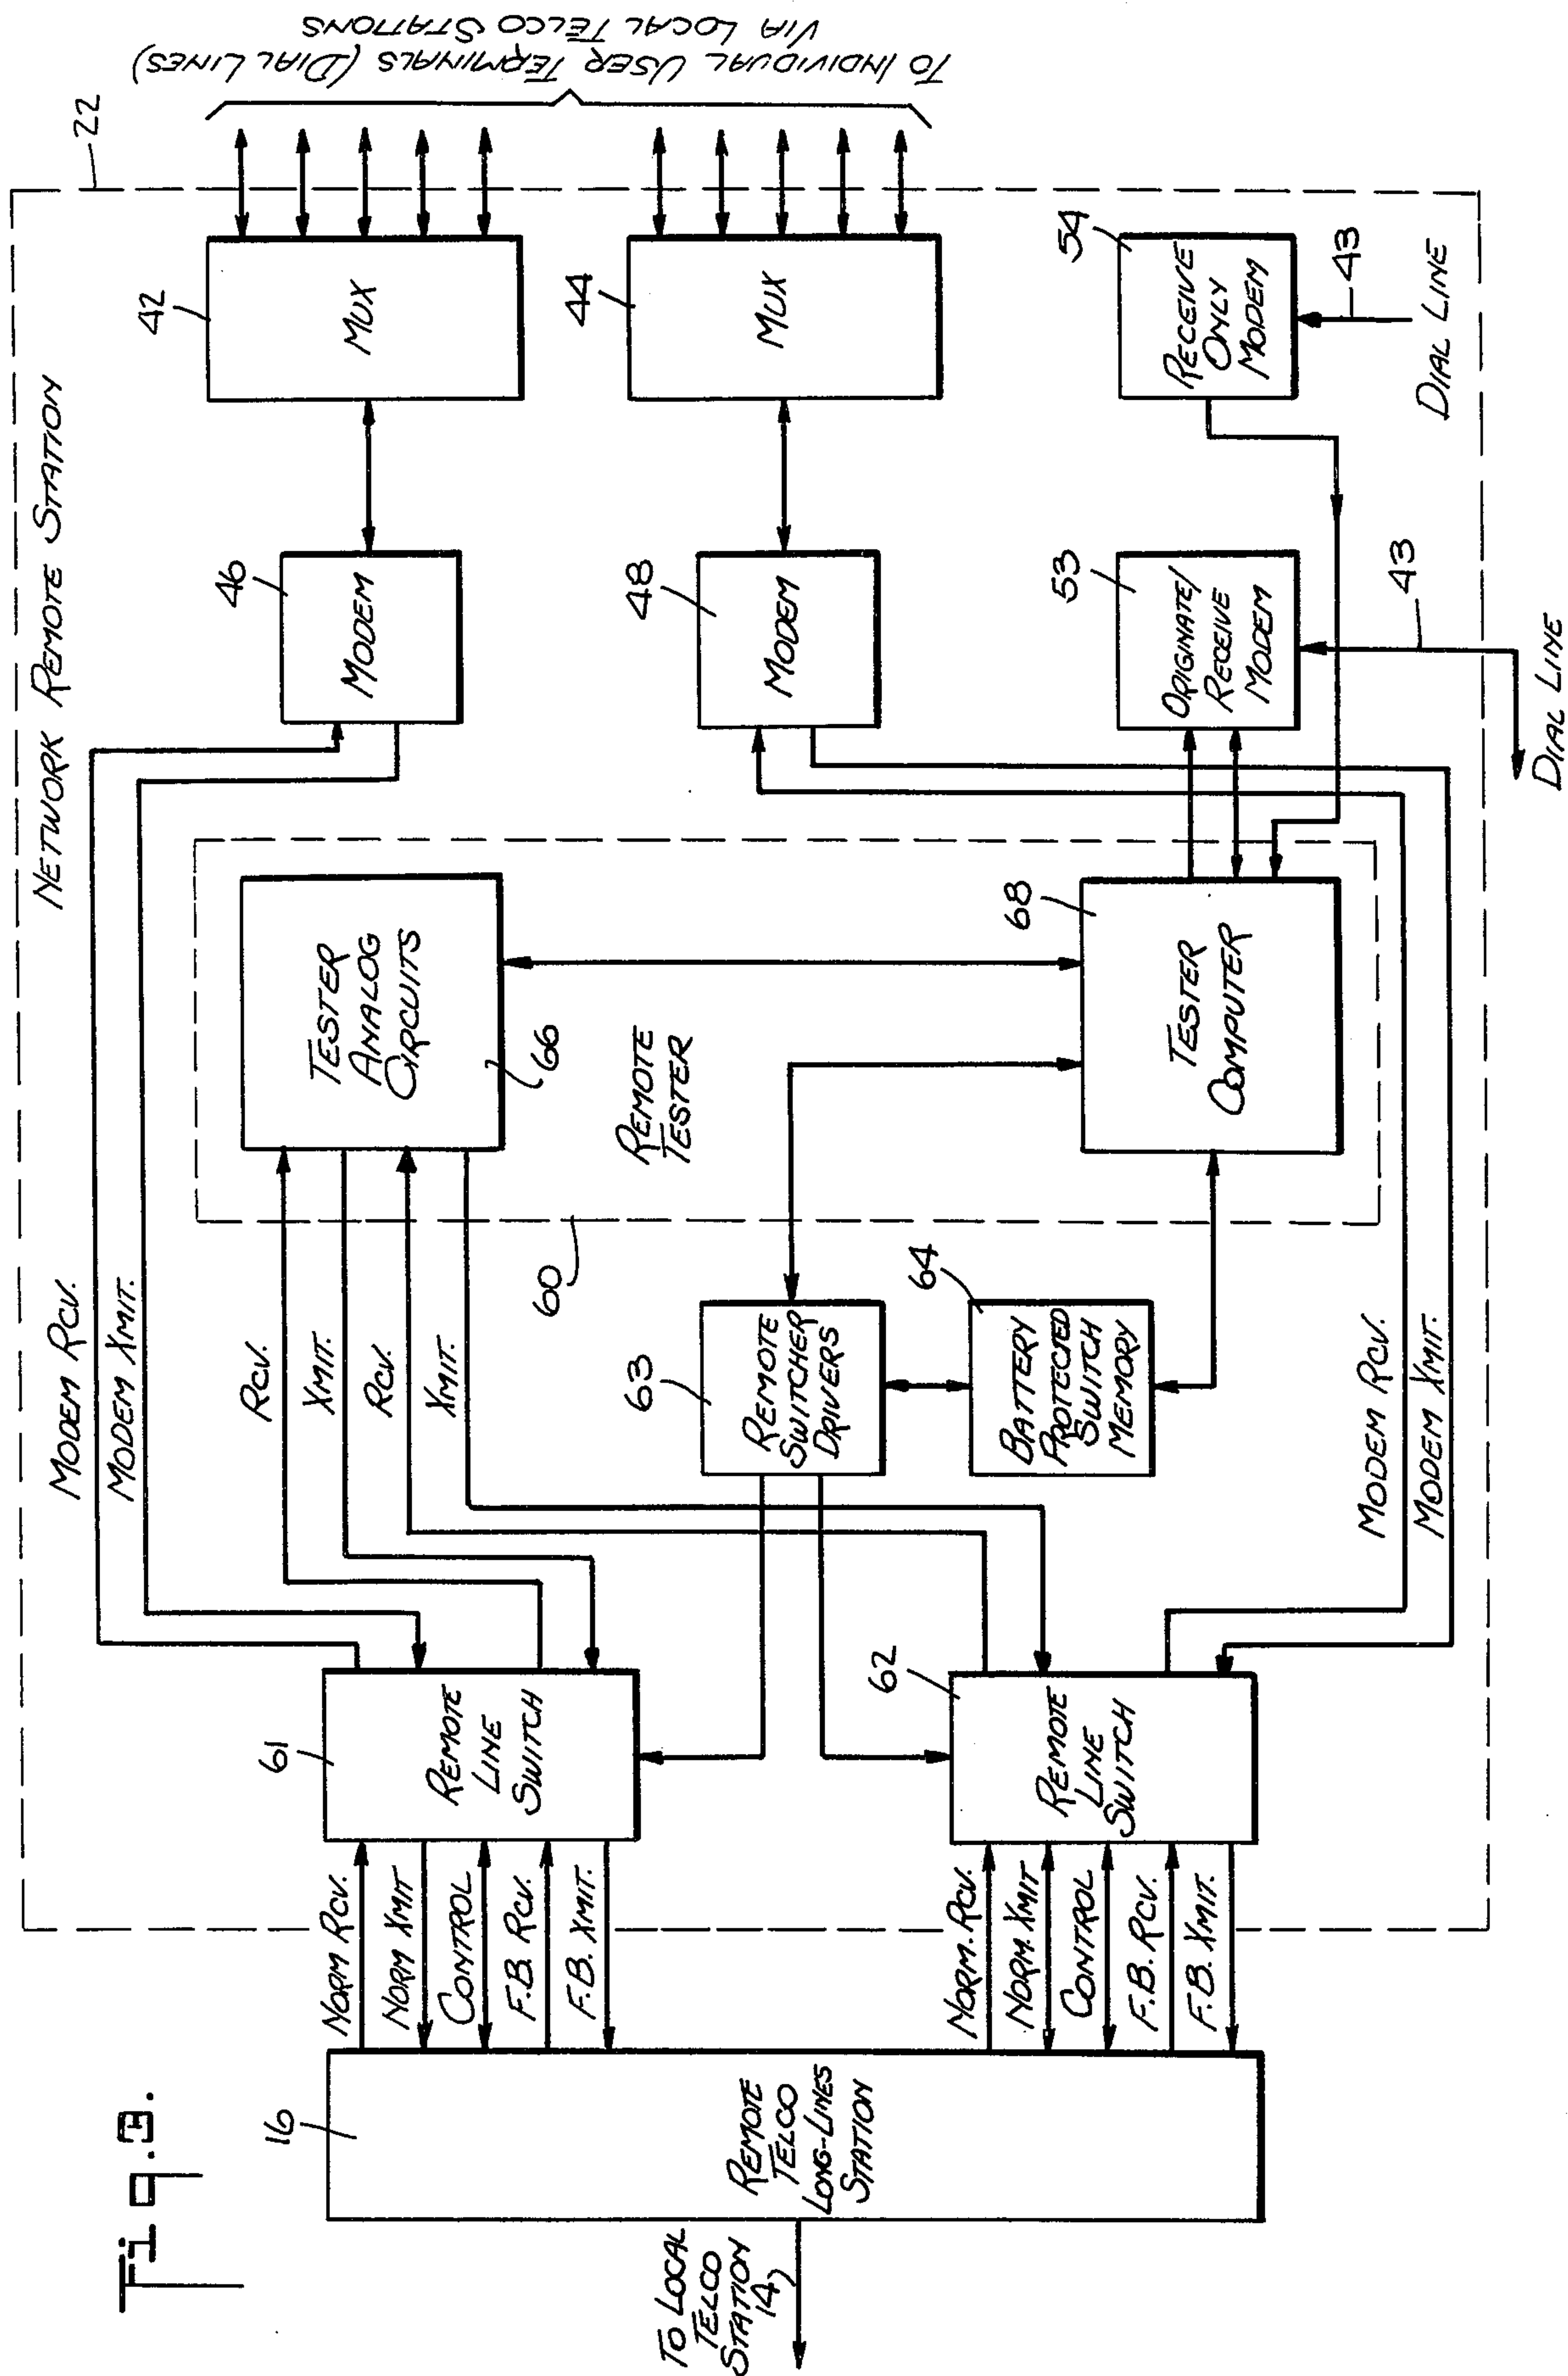 Fig. 3.
NETWORK REMOTE STATION
22
TO INDIVIDUAL USER TERMINALS (DIAL LINES)
VIA LOCAL TELCO STATIONS
TO LOCAL
TELCO
STATION
14
16
REMOTE
TELCO
LONG-LINES
STATION
NORM RCV.
NORM XMIT
CONTROL
F.B. RCV.
F.B. XMIT.
NORM. RCV.
NORM. XMIT
CONTROL
F.B. RCV.
F.B. XMIT.
61
REMOTE
LINE
SWITCH
62
REMOTE
LINE
SWITCH
MODEM RCV.
MODEM XMIT.
RCV.
XMIT.
RCV.
XMIT.
63
REMOTE
SWITCHER
DRIVERS
64
BATTERY
PROTECTED
SWITCH
MEMORY
MODEM RCV.
MODEM XMIT.
60
REMOTE
TESTER
TESTER
ANALOG
CIRCUITS
66
68
TESTER
COMPUTER
46
MODEM
48
MODEM
53
ORIGINATE/
RECEIVE
MODEM
43
DIAL LINE
42
MUX
44
MUX
54
RECEIVE
ONLY
MODEM
43
DIAL LINE